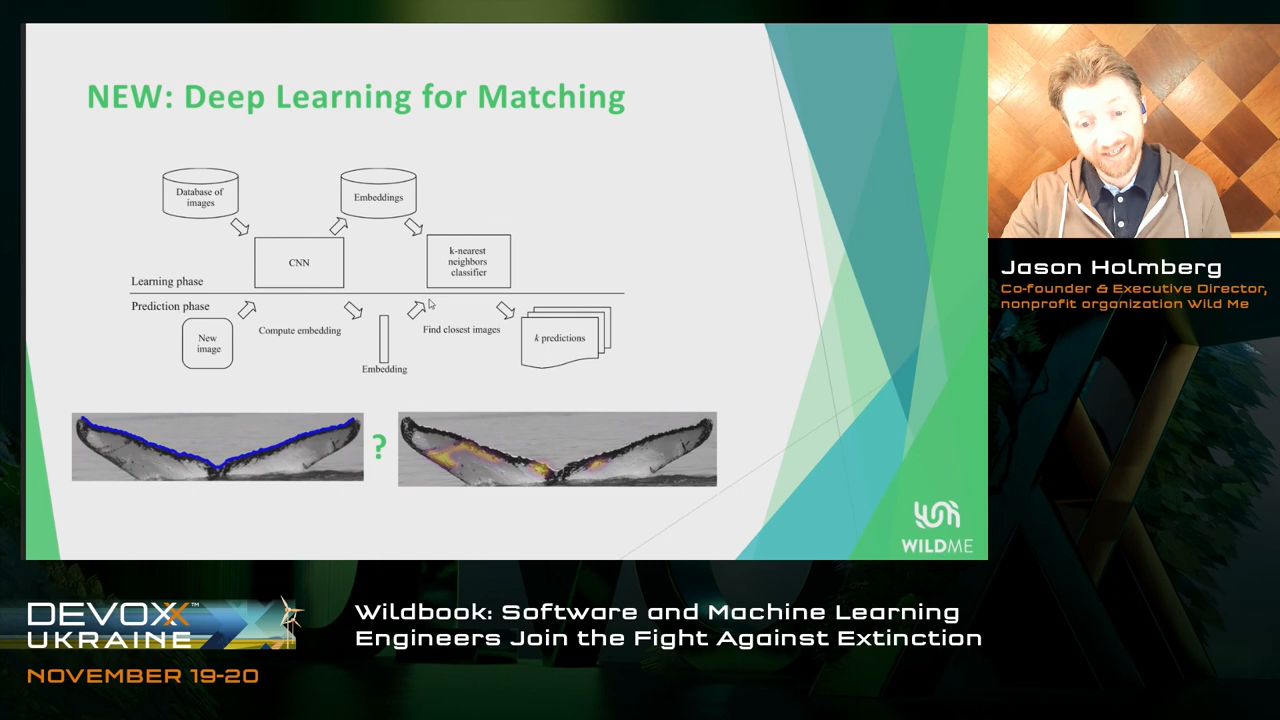 NEW: Deep Learning for Matching
Database of
images
Embeddings
CNN
k-nearest
neighbors
classifier
Learning phase
Prediction phase
New
image
Compute embedding
Embedding
Find closest images
k predictions
?
WILDME
Jason Holmberg
Co-founder & Executive Director,
nonprofit organization Wild Me
DEVOXX™
UKRAINE
NOVEMBER 19-20
Wildbook: Software and Machine Learning
Engineers Join the Fight Against Extinction